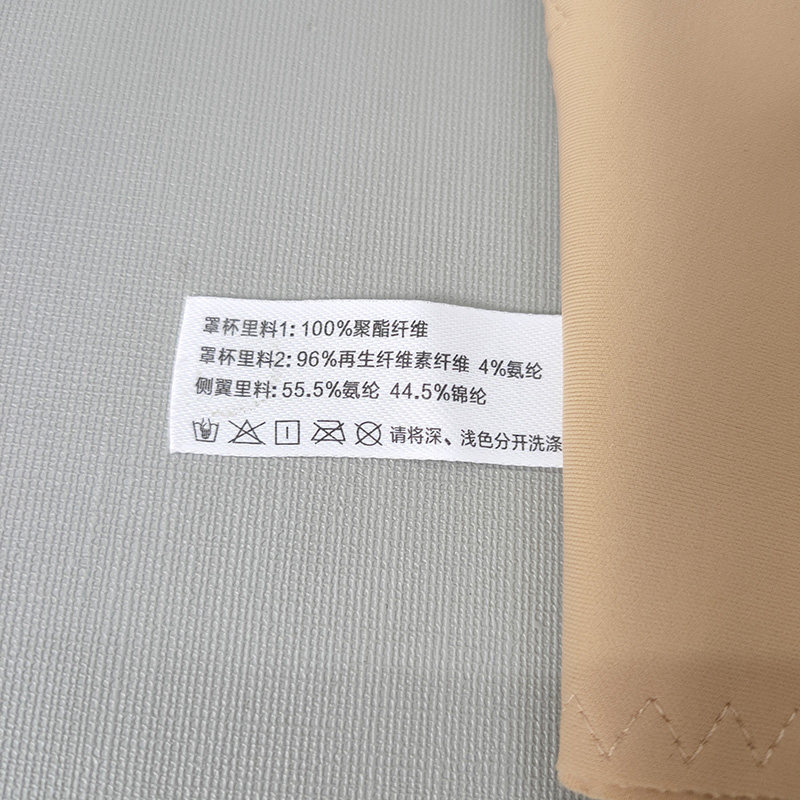 罩杯里料1: 100%聚酯纤维
罩杯里料2: 96%再生纤维素纤维 4%氨纶
侧翼里料: 55.5%氨纶 44.5%锦纶
请将深、浅色分开洗涤